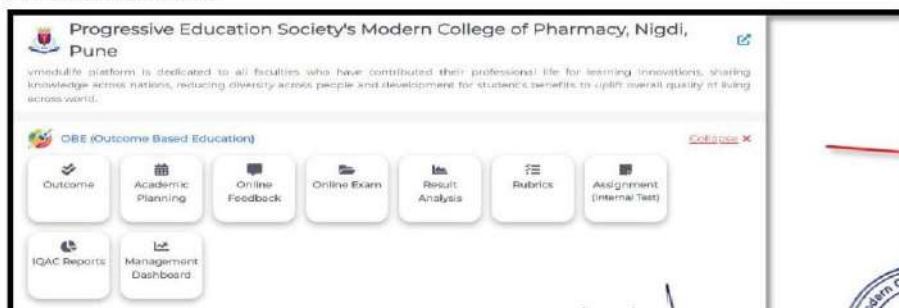 Progressive Education Society's Modern College of Pharmacy, Nigdi,
Pune
vmedulife platform is dedicated to all faculties who have contributed their professional life for learning innovations, sharing
knowledge across nations, reducing diversity across people and development for student's benefits to uplift overall quality of living
across world.
OBE (Outcome Based Education)
Collapse ×
Outcome
Academic
Planning
Online
Feedback
Online Exam
Result
Analysis
Rubrics
Assignment
(Internal Test)
IQAC Reports
Management
Dashboard